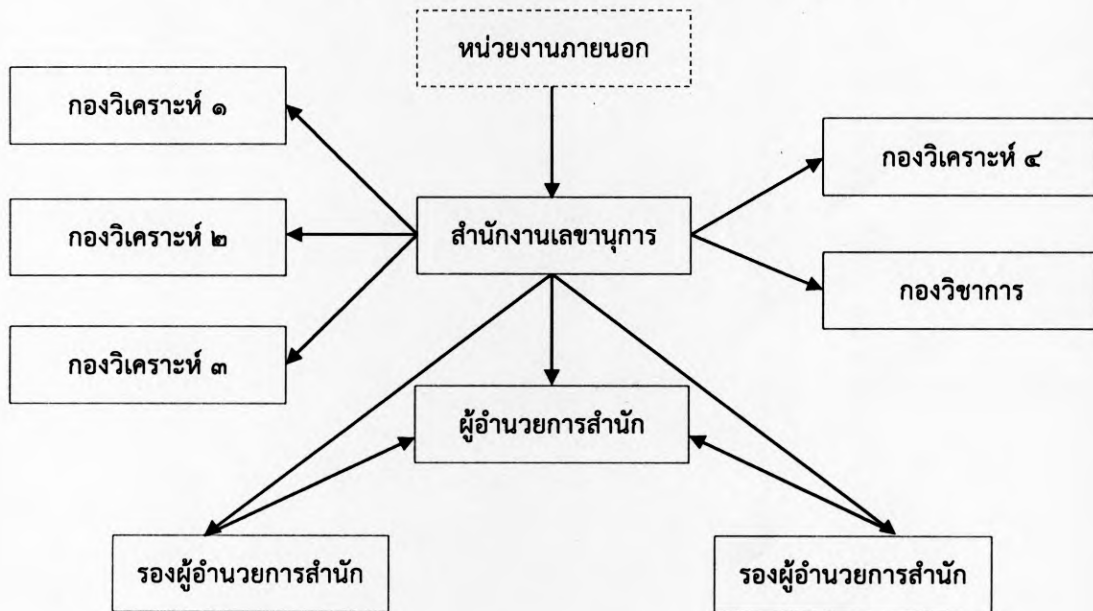 หน่วยงานภายนอก
กองวิเคราะห์ ๑
กองวิเคราะห์ ๔
กองวิเคราะห์ ๒
สำนักงานเลขานุการ
กองวิชาการ
กองวิเคราะห์ ๓
ผู้อำนวยการสำนัก
รองผู้อำนวยการสำนัก
รองผู้อำนวยการสำนัก